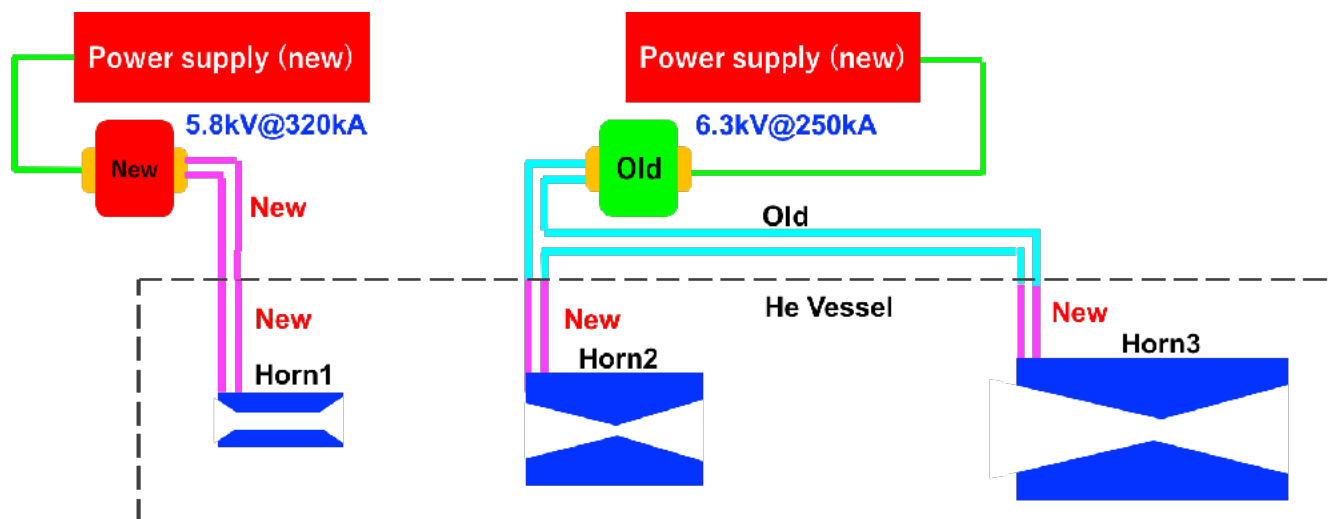 Power supply (new)
Power supply (new)
5.8kV@320kA
6.3kV@250kA
New
Old
New
Old
New
He Vessel
New
New
Horn1
Horn2
Horn3